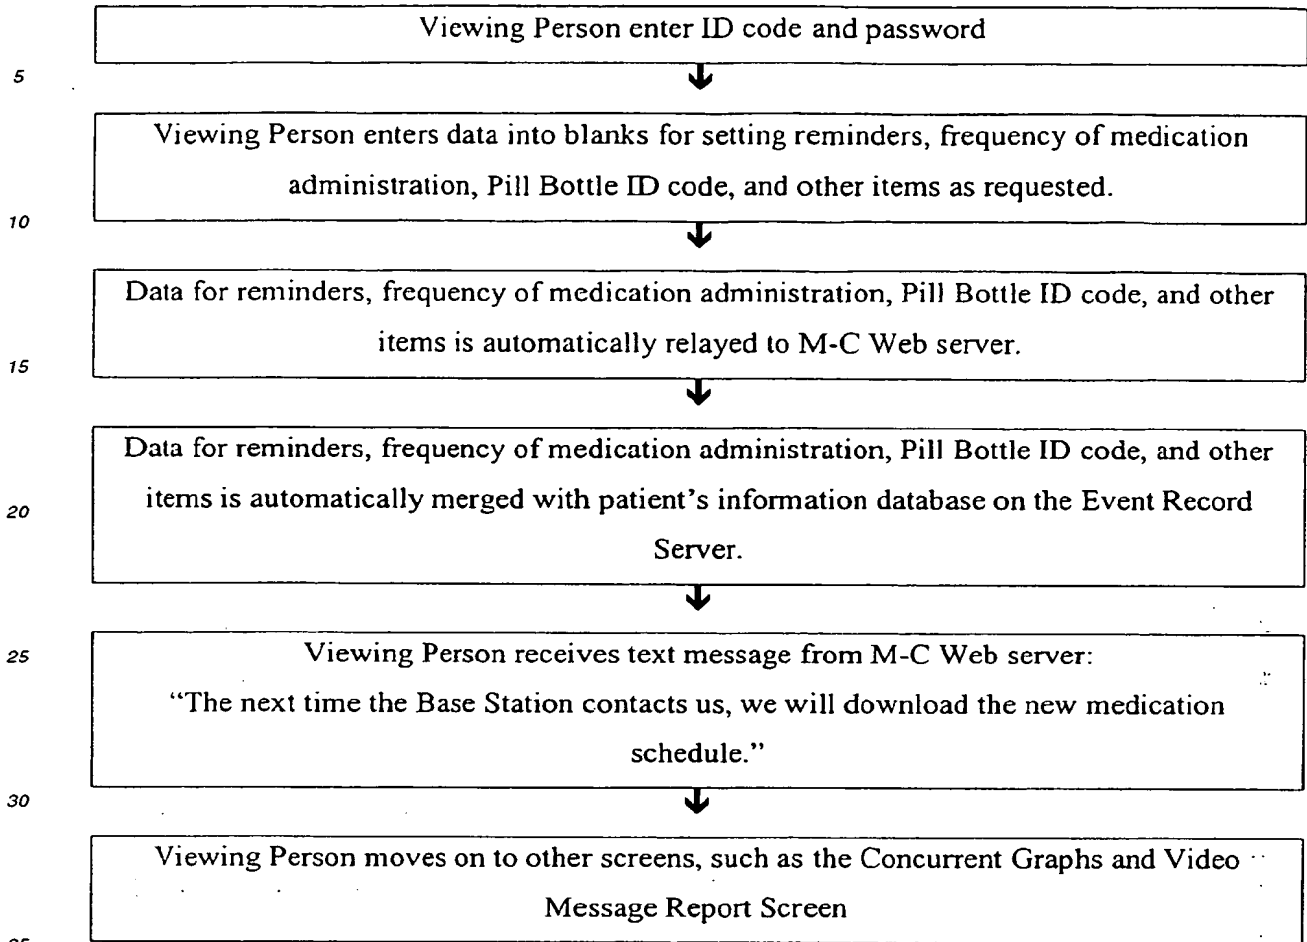 Viewing Person enter ID code and password
5
Viewing Person enters data into blanks for setting reminders, frequency of medication
administration, Pill Bottle ID code, and other items as requested.
10
Data for reminders, frequency of medication administration, Pill Bottle ID code, and other
items is automatically relayed to M-C Web server.
15
Data for reminders, frequency of medication administration, Pill Bottle ID code, and other
items is automatically merged with patient's information database on the Event Record
20
Server.
25
Viewing Person receives text message from M-C Web server:
“The next time the Base Station contacts us, we will download the new medication
schedule.”
30
Viewing Person moves on to other screens, such as the Concurrent Graphs and Video
Message Report Screen
35